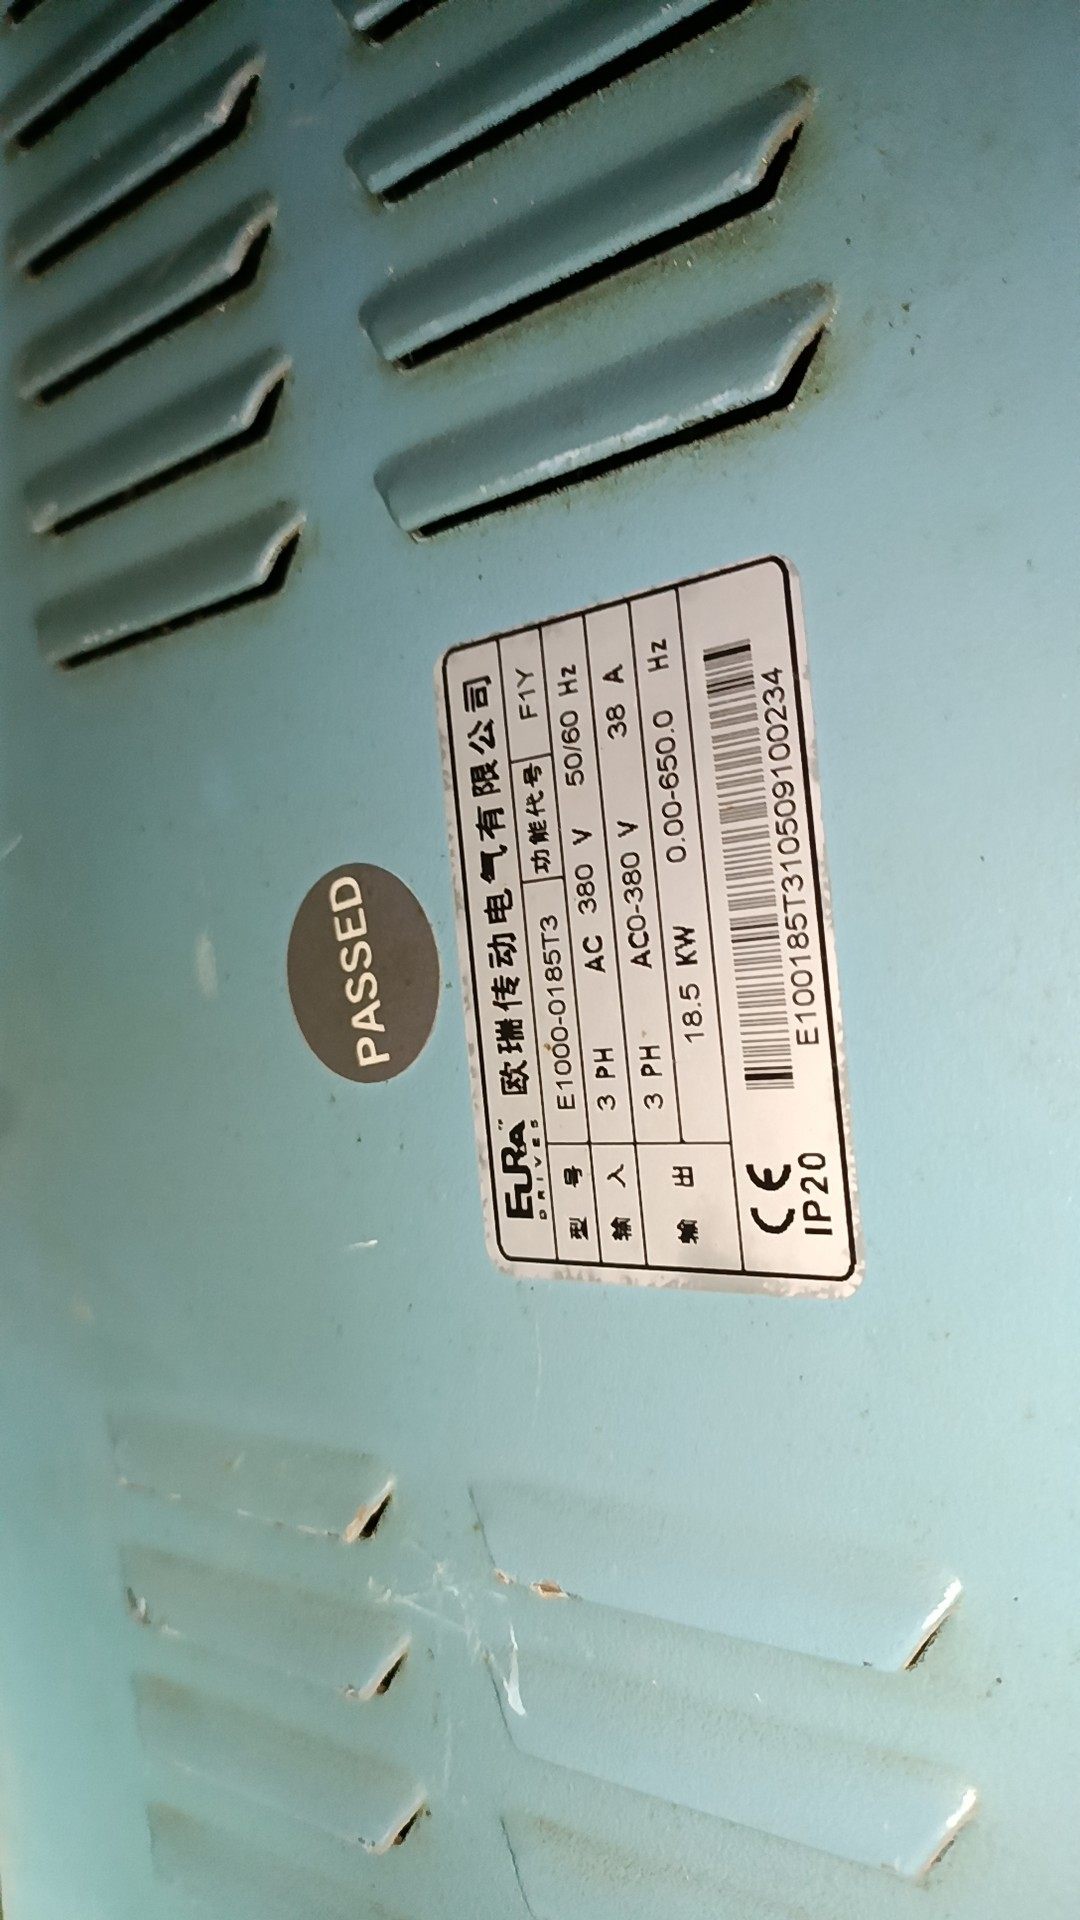 PASSED
EURA™ 欧瑞传动电气有限公司
DRIVES
型 号 E1000-0185T3 功能代号 F1Y
输 入 3 PH AC 380 V 50/60 Hz
输 出 3 PH AC0-380 V 38 A
18.5 KW 0.00-650.0 Hz
CE
IP20 E100185T310509100234